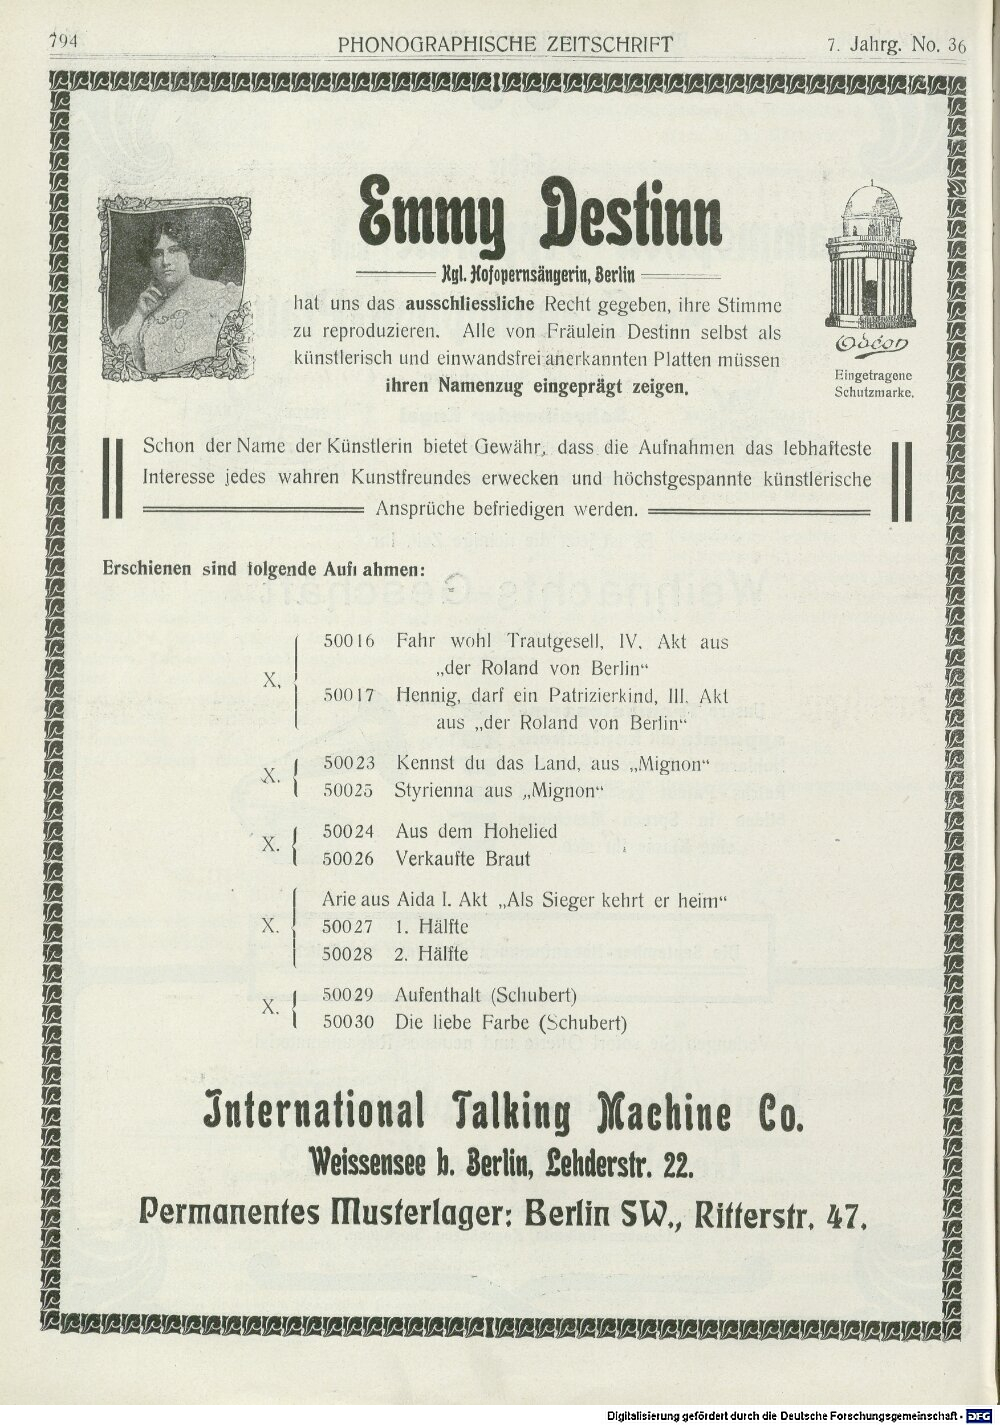 794
PHONOGRAPHISCHE ZEITSCHRIFT
7. Jahrg. No. 36
Emmy Destinn
Kgl. Hofopernsängerin, Berlin
hat uns das ausschliessliche Recht gegeben, ihre Stimme
zu reproduzieren. Alle von Fräulein Destinn selbst als
künstlerisch und einwandsfrei anerkannten Platten müssen
ihren Namenzug eingeprägt zeigen.
Odeon
Eingetragene
Schutzmarke.
Schon der Name der Künstlerin bietet Gewähr, dass die Aufnahmen das lebhafteste
Interesse jedes wahren Kunstfreundes erwecken und höchstgespannte künstlerische
Ansprüche befriedigen werden.
Erschienen sind folgende Aufnahmen:
X. 50016 Fahr wohl Trautgesell, IV. Akt aus
„der Roland von Berlin“
50017 Hennig, darf ein Patrizierkind, III. Akt
aus „der Roland von Berlin“
X. 50023 Kennst du das Land, aus „Mignon“
50025 Styrienna aus „Mignon“
X. 50024 Aus dem Hohelied
50026 Verkaufte Braut
X. Arie aus Aida I. Akt „Als Sieger kehrt er heim“
50027 1. Hälfte
50028 2. Hälfte
X. 50029 Aufenthalt (Schubert)
50030 Die liebe Farbe (Schubert)
International Talking Machine Co.
Weissensee b. Berlin, Lehderstr. 22.
Permanentes Musterlager: Berlin SW., Ritterstr. 47.
Digitalisierung gefördert durch die Deutsche Forschungsgemeinschaft - DFG